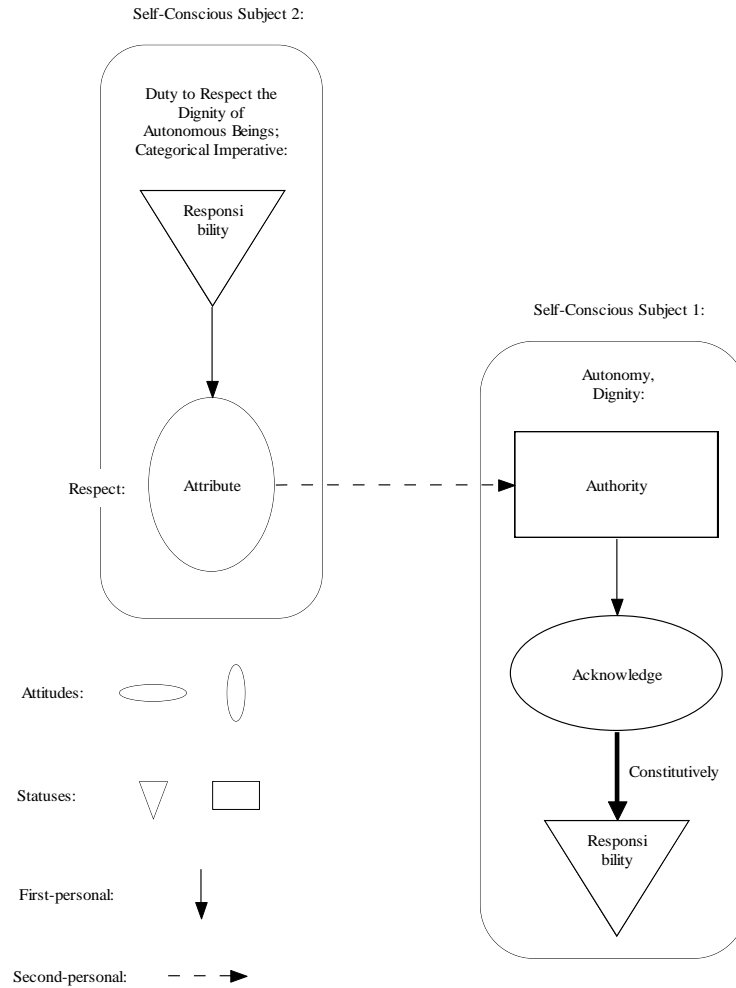 Self-Conscious Subject 2:
Duty to Respect the
Dignity of
Autonomous Beings;
Categorical Imperative:
Responsi
bility
Respect:
Attribute
Self-Conscious Subject 1:
Autonomy,
Dignity:
Authority
Acknowledge
Constitutively
Responsi
bility
Attitudes:
Statuses:
First-personal:
Second-personal: